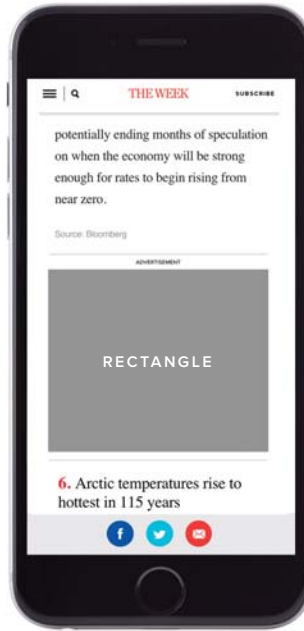 THE WEEK SUBSCRIBE
potentially ending months of speculation
on when the economy will be strong
enough for rates to begin rising from
near zero.
Source: Bloomberg
ADVERTISEMENT
RECTANGLE
6. Arctic temperatures rise to
hottest in 115 years